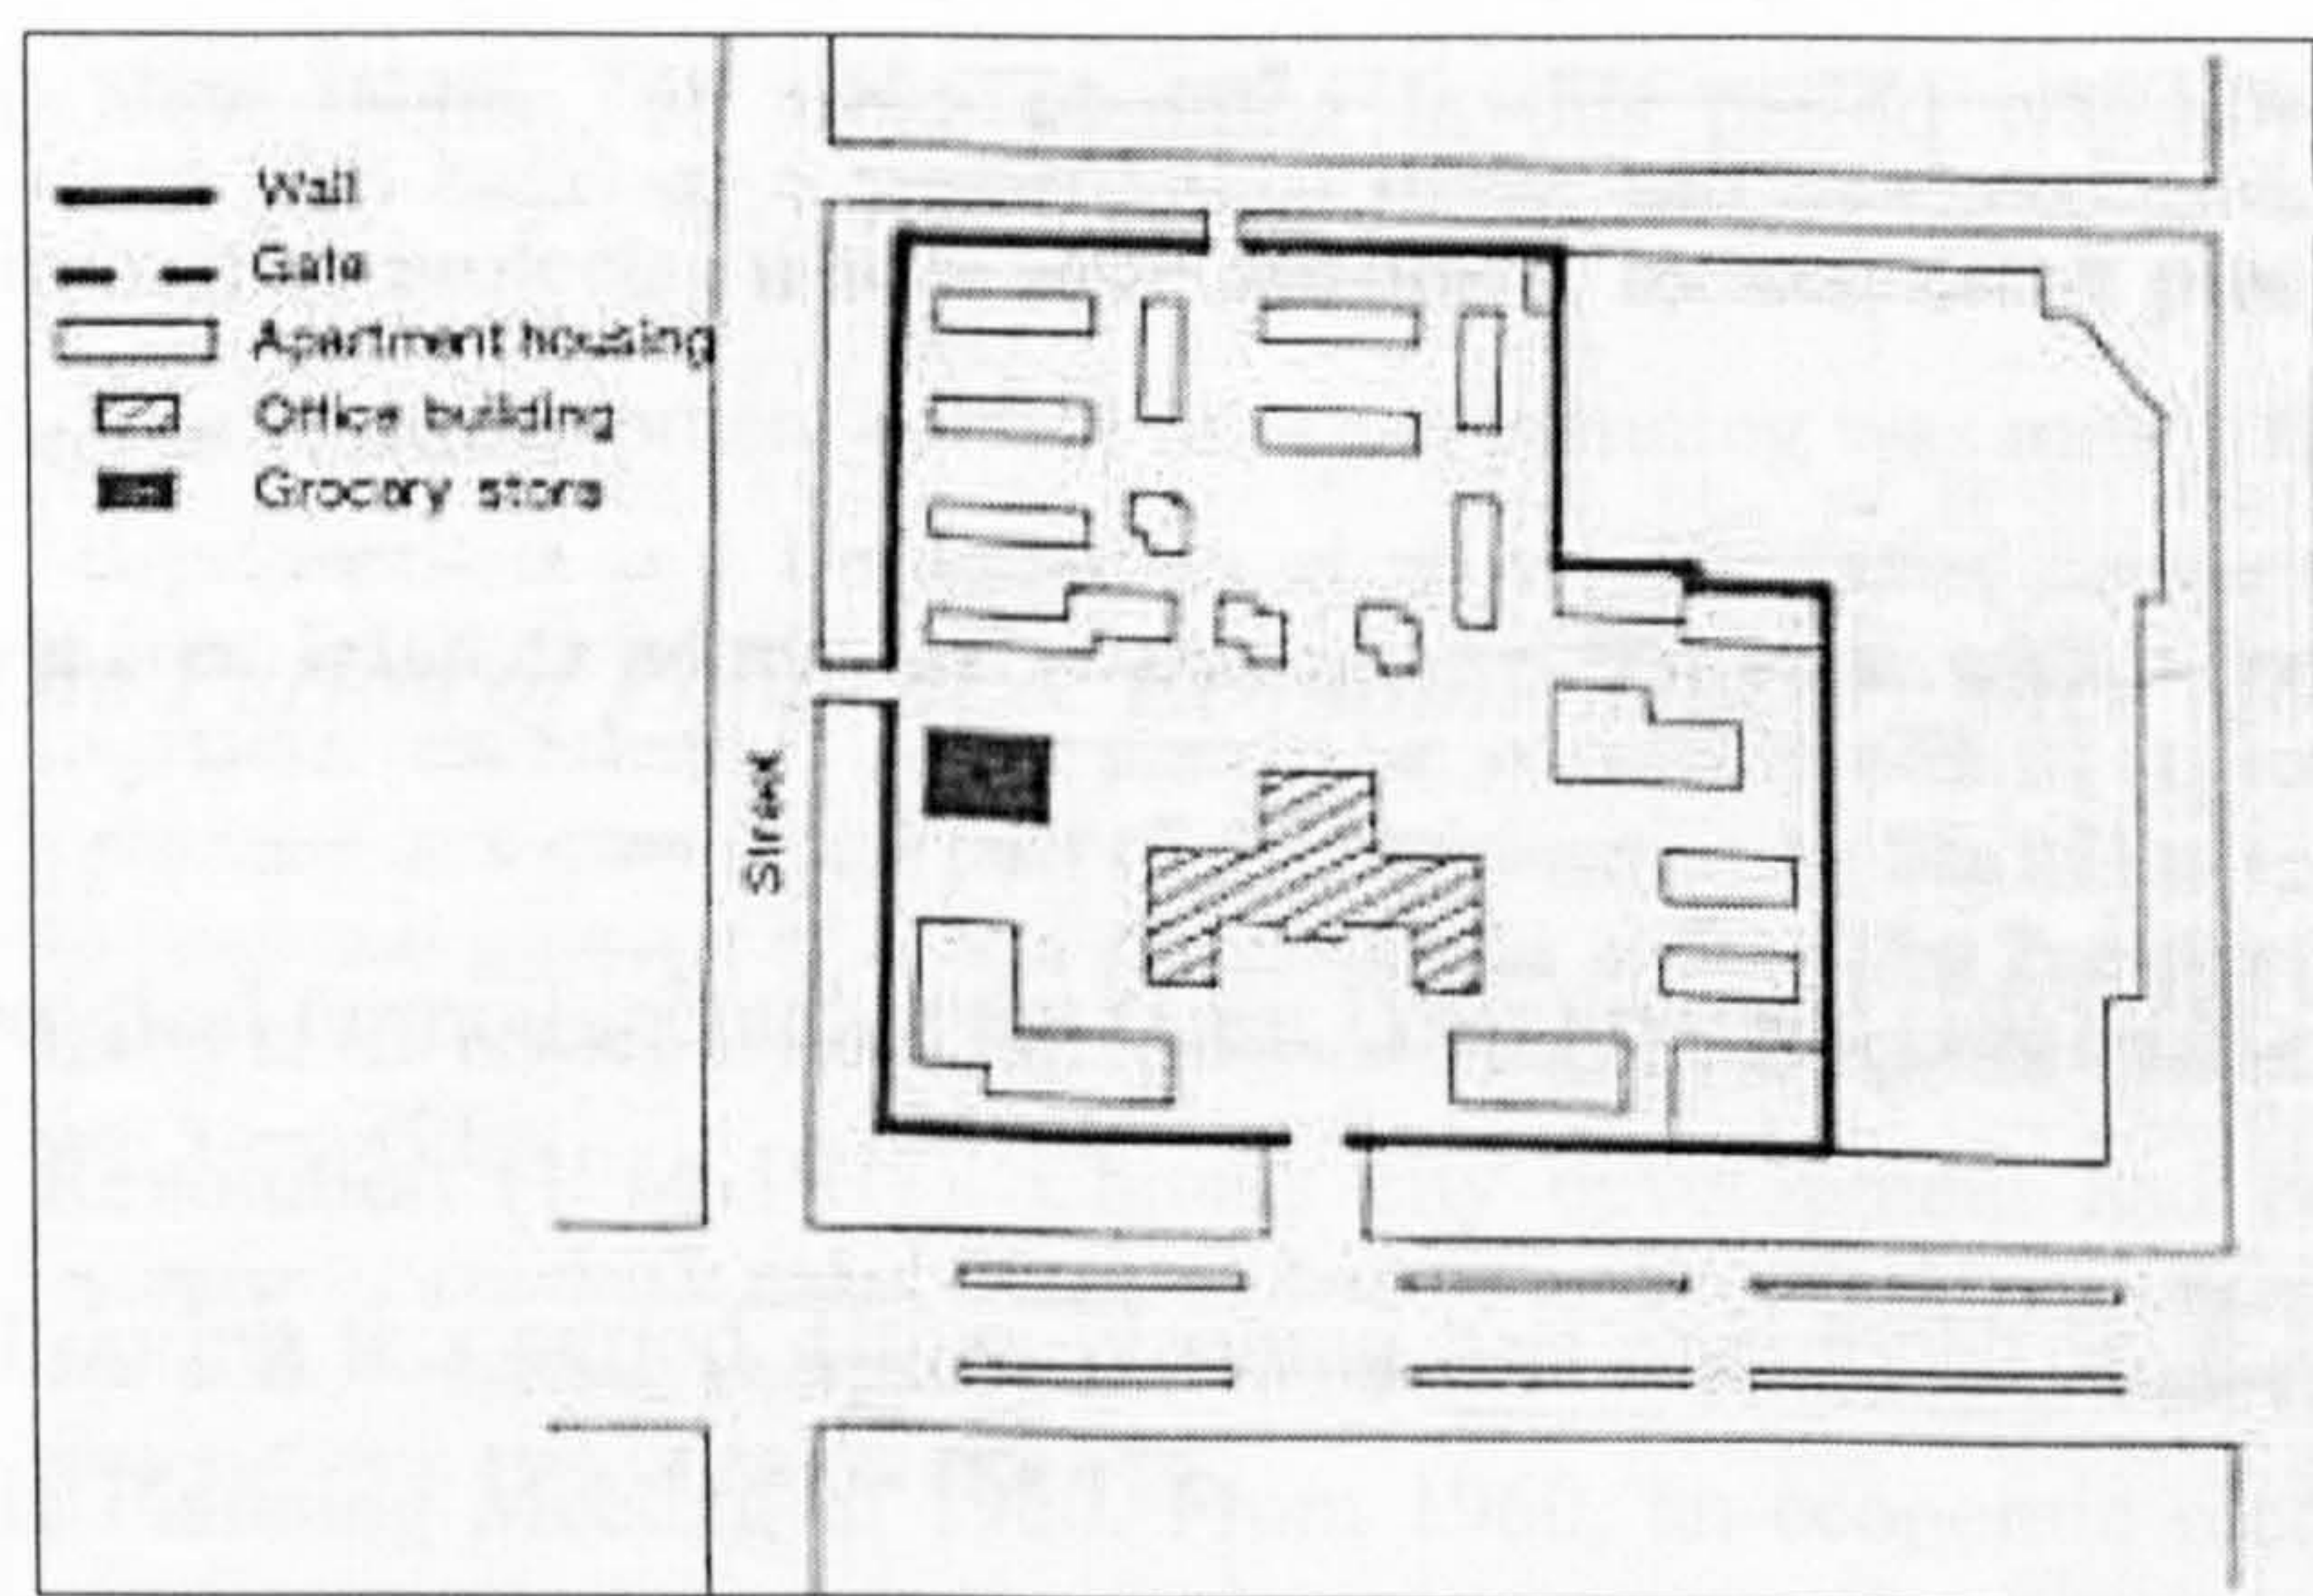 Wall
Gate
Apartment housing
Office building
Grocery store
Street